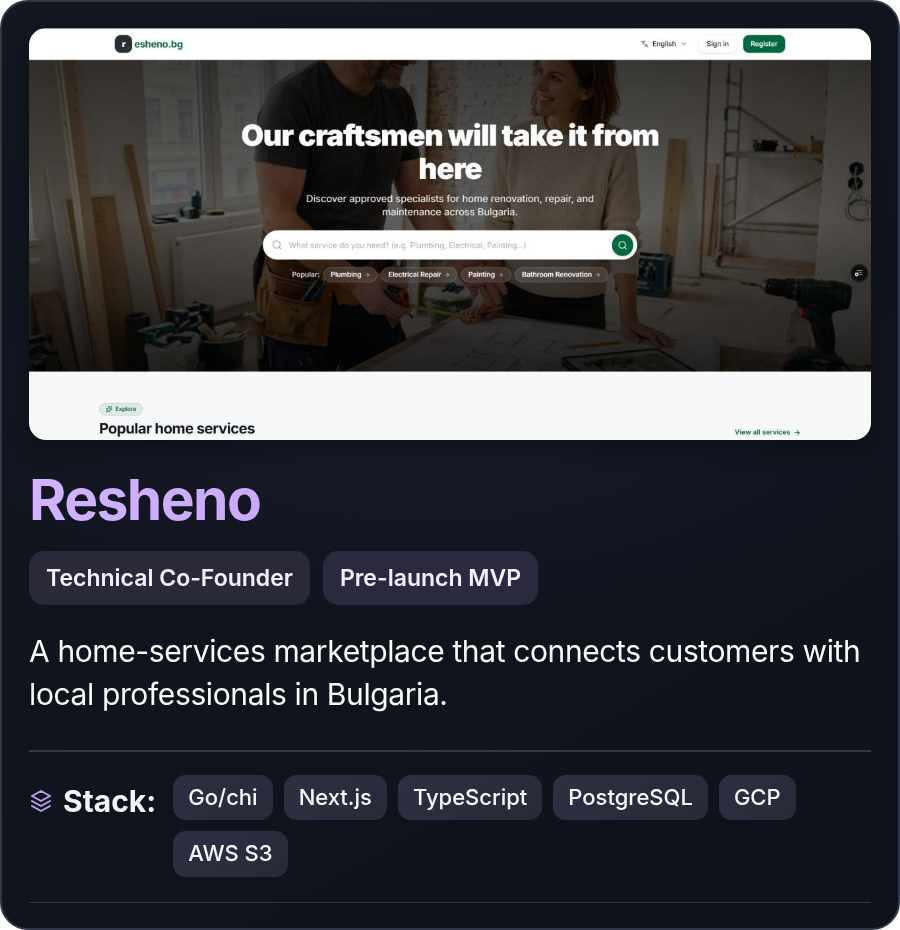 r esheno.bg
English
Sign in
Register
Our craftsmen will take it from
here
Discover approved specialists for home renovation, repair, and
maintenance across Bulgaria.
What service do you need? (e.g. Plumbing, Electrical, Painting...)
Popular: Plumbing → Electrical Repair → Painting → Bathroom Renovation →
Explore
Popular home services
View all services →
Resheno
Technical Co-Founder
Pre-launch MVP
A home-services marketplace that connects customers with
local professionals in Bulgaria.
Stack: Go/chi Next.js TypeScript PostgreSQL GCP
AWS S3